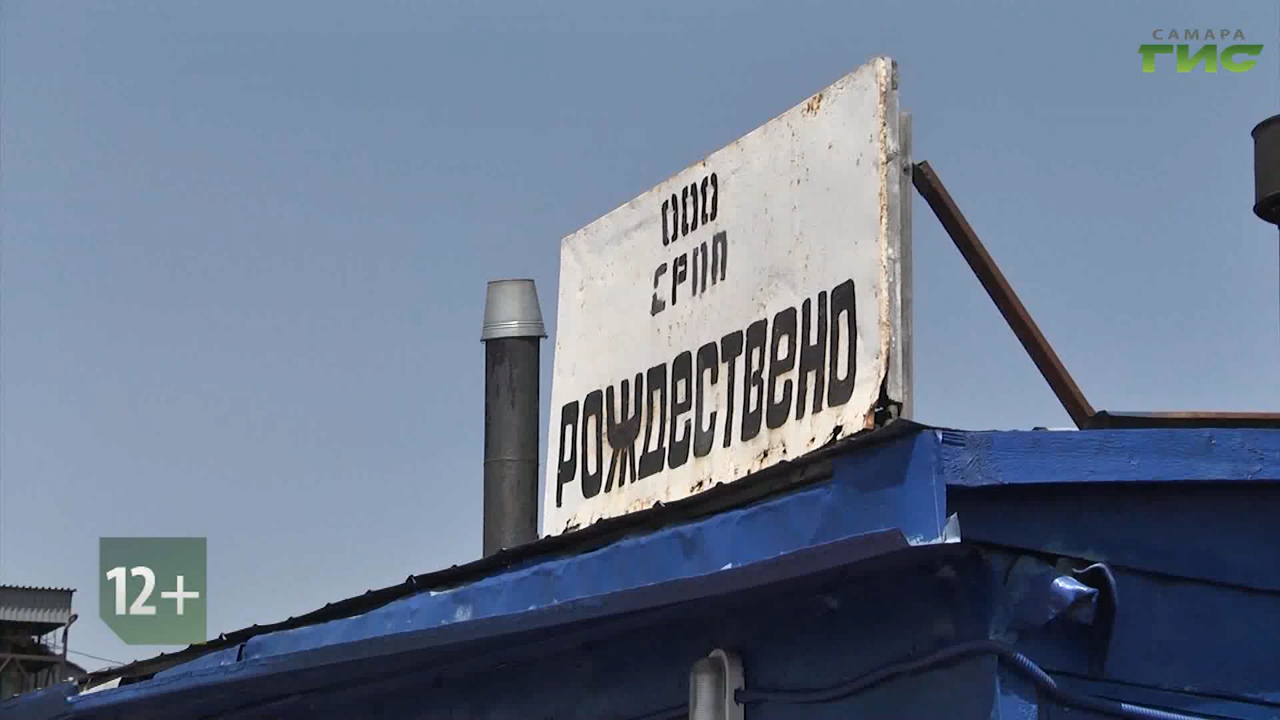 САМАРА
ГИС
ООО
СРПП
РОЖДЕСТВЕНО
12+